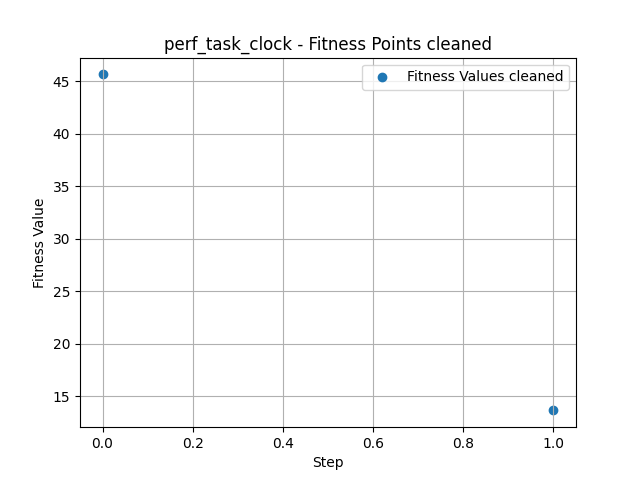 perf_task_clock - Fitness Points cleaned
Fitness Values cleaned
45
40
35
30
25
20
15
Fitness Value
0.0 0.2 0.4 0.6 0.8 1.0
Step